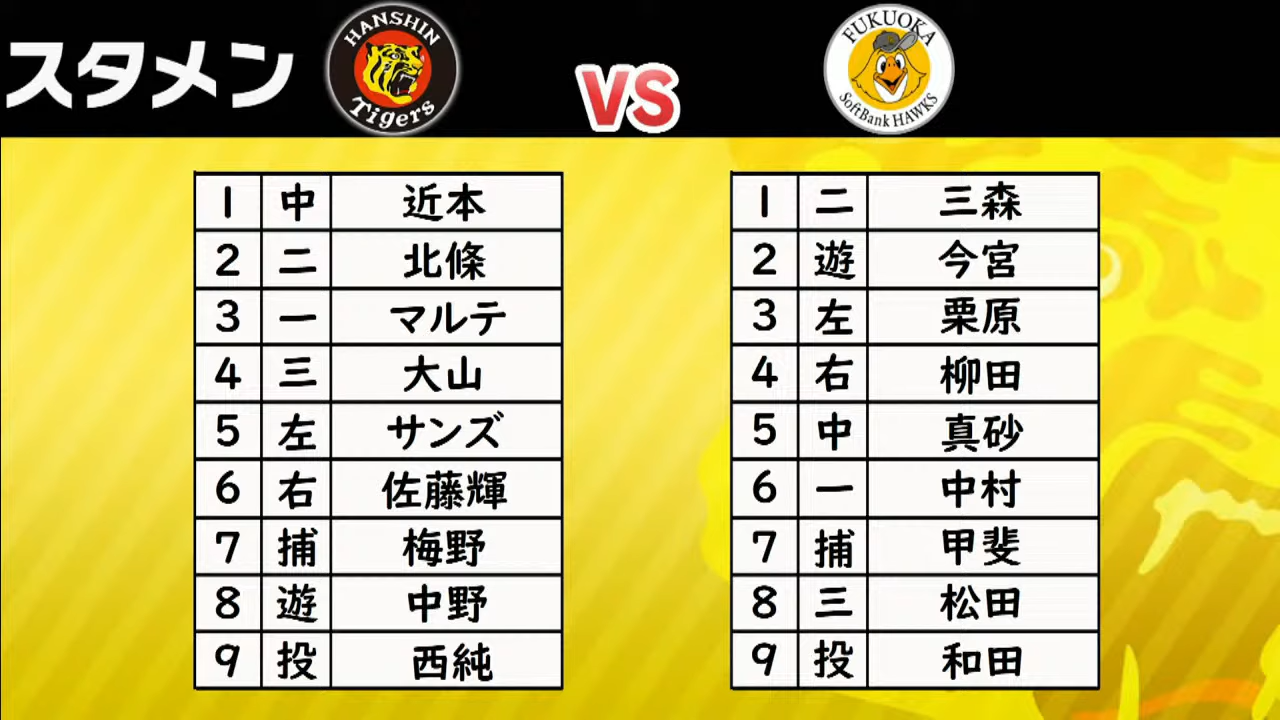 スタメン
HANSHIN
Tigers
VS
FUKUOKA
SoftBank HAWKS
1 中 近本
2 二 北條
3 一 マルテ
4 三 大山
5 左 サンズ
6 右 佐藤輝
7 捕 梅野
8 遊 中野
9 投 西純
1 二 三森
2 遊 今宮
3 左 栗原
4 右 柳田
5 中 真砂
6 一 中村
7 捕 甲斐
8 三 松田
9 投 和田